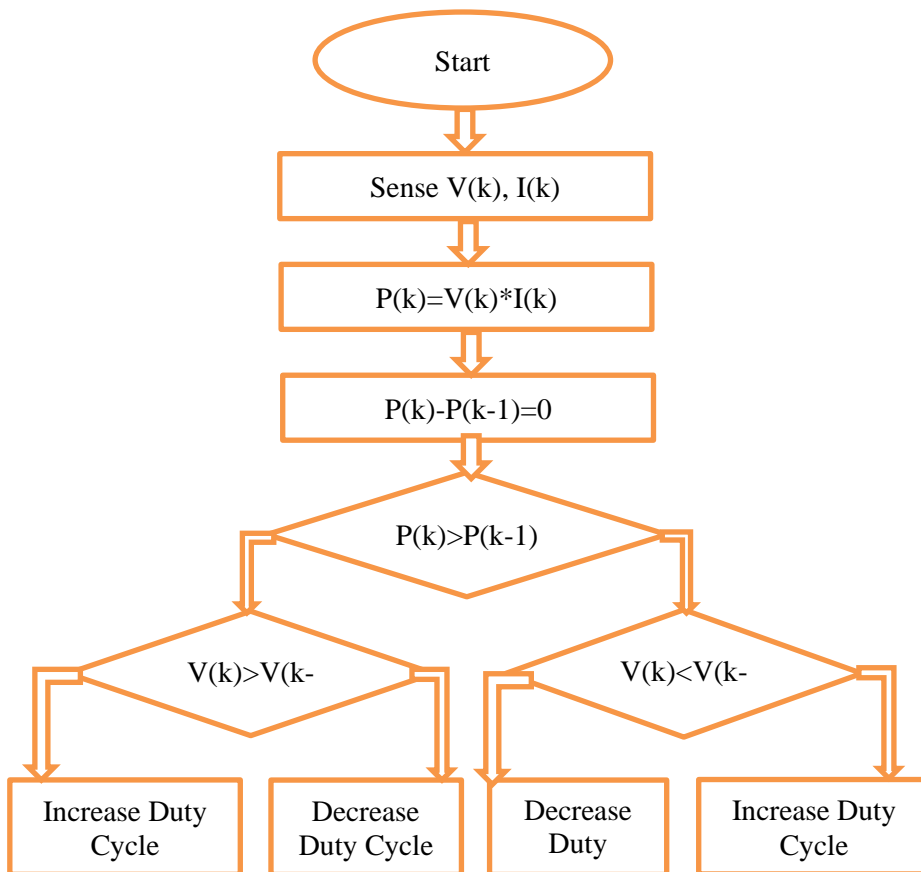 Start
Sense V(k), I(k)
P(k)=V(k)*I(k)
P(k)-P(k-1)=0
P(k)>P(k-1)
V(k)>V(k-
V(k)<V(k-
Increase Duty
Cycle
Decrease
Duty Cycle
Decrease
Duty
Increase Duty
Cycle